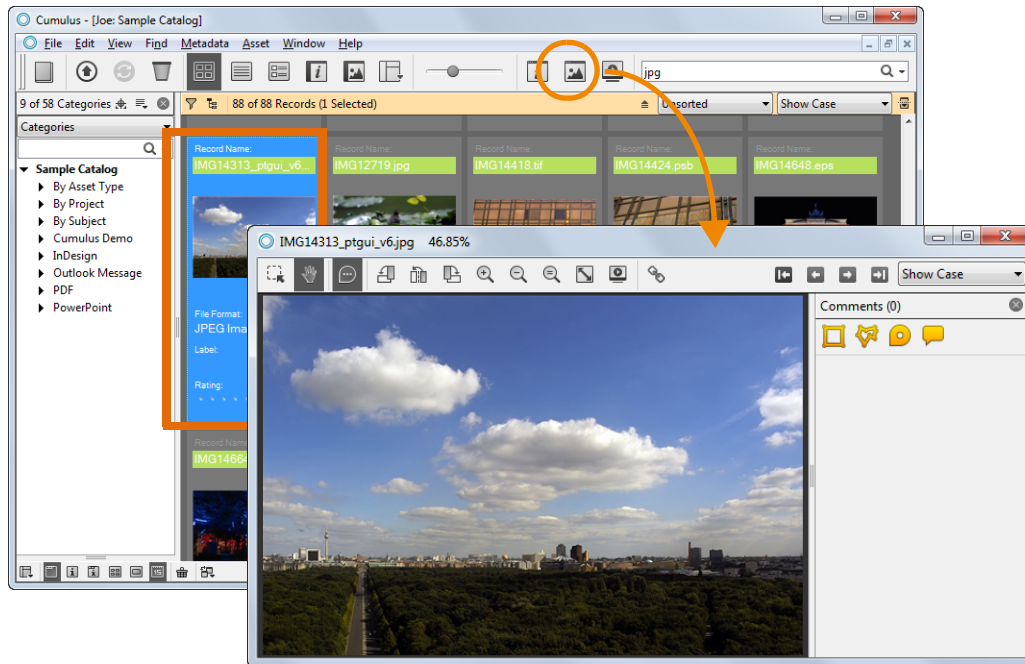 Cumulus - [Joe: Sample Catalog]
File Edit View Find Metadata Asset Window Help
jpg
9 of 58 Categories
88 of 88 Records (1 Selected)
Unsorted
Show Case
Categories
Sample Catalog
By Asset Type
By Project
By Subject
Cumulus Demo
InDesign
Outlook Message
PDF
PowerPoint
Record Name:
IMG14313_ptgui_v6...
Record Name:
IMG12719.jpg
Record Name:
IMG14418.tif
Record Name:
IMG14424.psb
Record Name:
IMG14648.eps
File Format:
JPEG Ima
Label:
Rating:
Record Name
IMG14664
IMG14313_ptgui_v6.jpg 46.85%
Show Case
Comments (0)